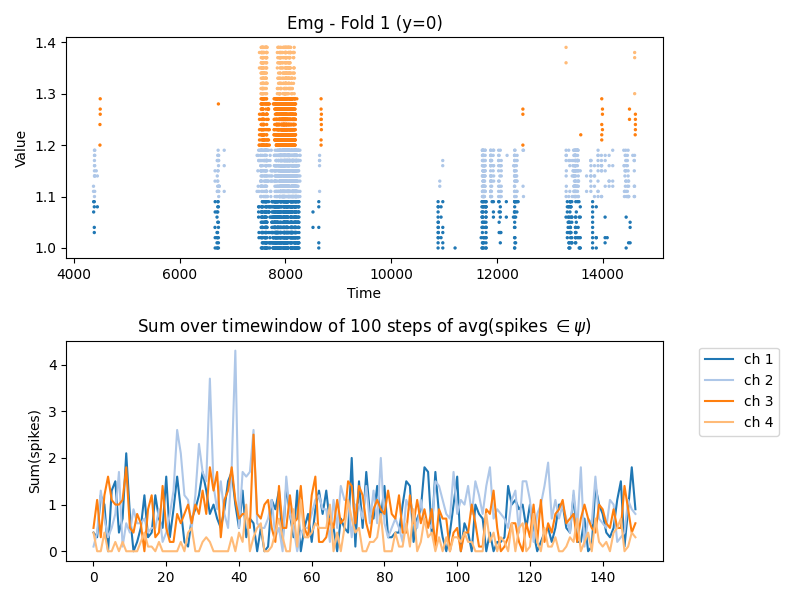 Emg - Fold 1 (y=0)
1.4
1.3
1.2
1.1
1.0
Value
4000 6000 8000 10000 12000 14000
Time
Sum over timewindow of 100 steps of avg(spikes ∈ ψ)
4
3
2
1
0
Sum(spikes)
0 20 40 60 80 100 120 140
ch 1
ch 2
ch 3
ch 4